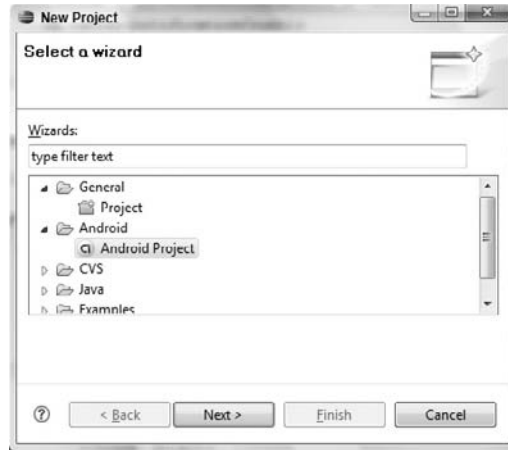 New Project
Select a wizard
Wizards:
type filter text
General
Project
Android
Android Project
CVS
Java
Examples
< Back
Next >
Finish
Cancel